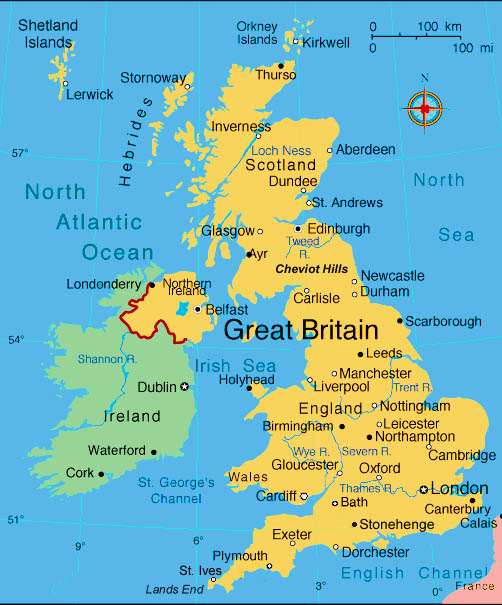 Shetland
Islands
Lerwick
Orkney
Islands
Kirkwell
0 100 km
0 100 mi
N
Thurso
Stornoway
Hebrides
Inverness
Loch Ness
Aberdeen
57°
Scotland
Dundee
St. Andrews
North
Atlantic
Ocean
North
Sea
Glasgow
Edinburgh
Tweed
R.
Ayr
Cheviot Hills
Londonderry
Northern
Ireland
Newcastle
Durham
Carlisle
Belfast
Great Britain
Scarborough
54°
Shannon R.
Irish Sea
Leeds
Holyhead
Manchester
Liverpool
Trent R.
Dublin
Ireland
England
Nottingham
Leicester
Birmingham
Northampton
Waterford
Wye R.
Severn R.
Cambridge
Gloucester
Oxford
Cork
St. George's
Channel
Wales
Thames R.
London
Cardiff
Bath
Canterbury
Calais
51°
Stonehenge
Exeter
Dorchester
Plymouth
St. Ives
Lands End
English Channel
France
9°
6°
3°
0°